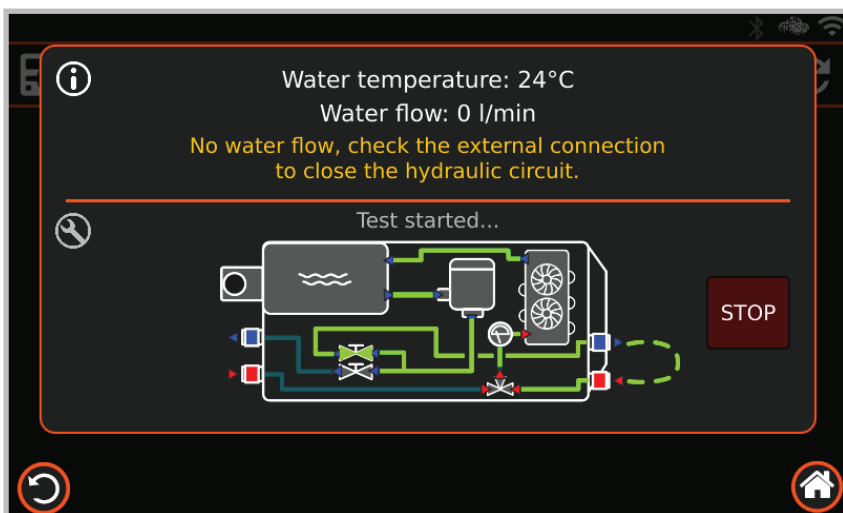 Water temperature: 24°C
Water flow: 0 l/min
No water flow, check the external connection
to close the hydraulic circuit.
Test started...
STOP